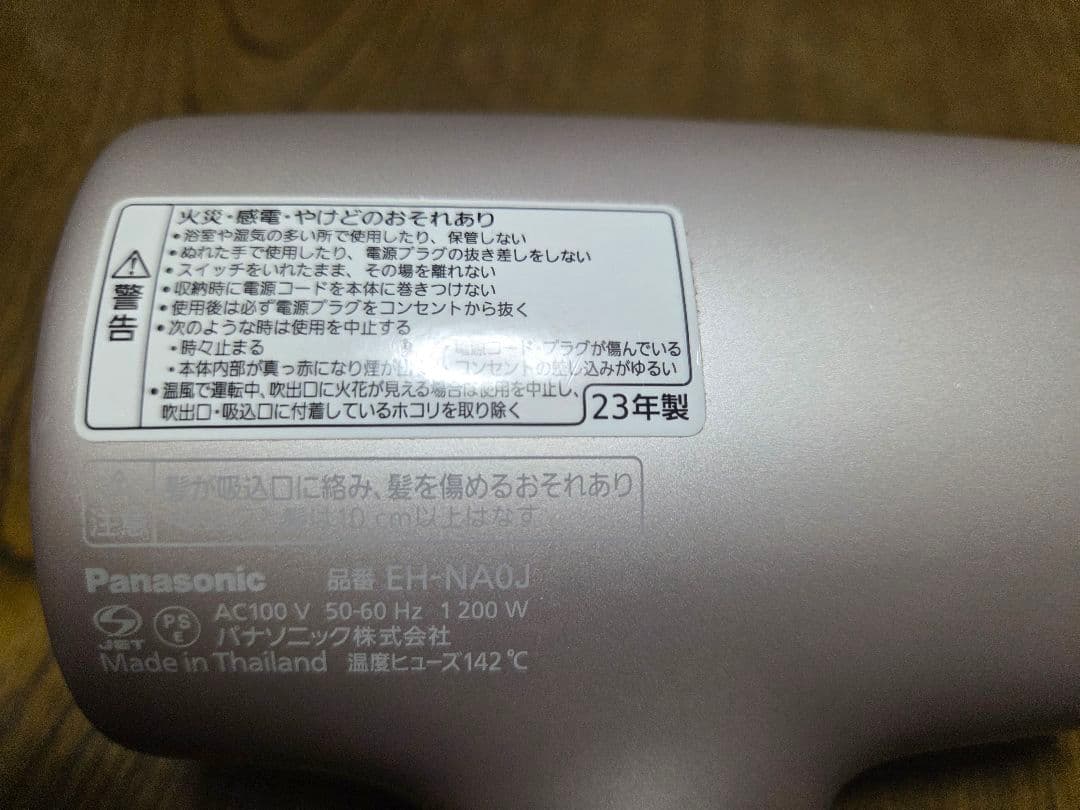 警告
火災・感電・やけどのおそれあり
・浴室や湿気の多い所で使用したり、保管しない
・ぬれた手で使用したり、電源プラグの抜き差しをしない
・スイッチをいれたまま、その場を離れない
・収納時に電源コードを本体に巻きつけない
・使用後は必ず電源プラグをコンセントから抜く
・次のような時は使用を中止する
・時々止まる
電源コード・プラグが傷んでいる
・本体内部が真っ赤になり煙が
コンセントの差し込みがゆるい
・温風で運転中、吹出口に火花が見える場合は使用を中止し、
吹出口・吸込口に付着しているホコリを取り除く
23年製
注意
髪が吸込口に絡み、髪を傷めるおそれあり
髪は10 cm以上はなす
Panasonic 品番 EH-NA0J
JET PS E AC100 V 50-60 Hz 1 200 W
パナソニック株式会社
Made in Thailand 温度ヒューズ142℃